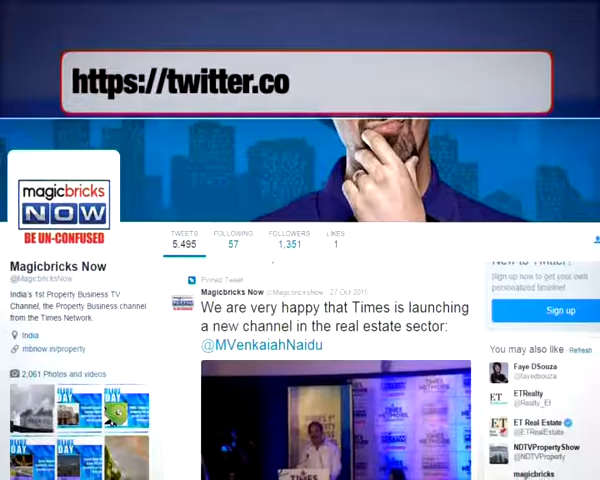 https://twitter.co
magicbricks
NOW
BE UN-CONFUSED
TWEETS
FOLLOWING
FOLLOWERS
LIKES
5,495
57
1,351
1
Magicbricks Now
@MagicbricksNow
India's 1st Property Business TV
Channel, the Property Business channel
from the Times Network.
India
mbnow.in/property
2,061 Photos and videos
Pinned Tweet
Magicbricks Now @MagicbricksNow · 27 Oct 2015
We are very happy that Times is launching
a new channel in the real estate sector:
@MVenkaiahNaidu
TIMES
New to Twitter?
Sign up now to get your own
personalized timeline!
Sign up
You may also like · Refresh
Faye DSouza
@fayedsouza
ET
ETRealty
@Realty_Et
ET
ET Real Estate
@ETRealEstate
NDTVPropertyShow
@NDTVProperty
magicbricks